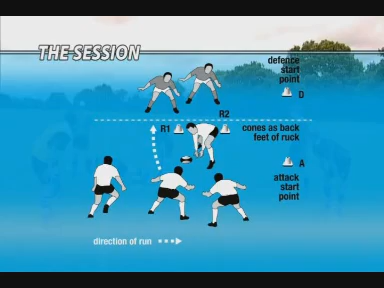 THE SESSION
defence
start
point
D
R2
R1
cones as back
feet of ruck
A
attack
start
point
direction of run